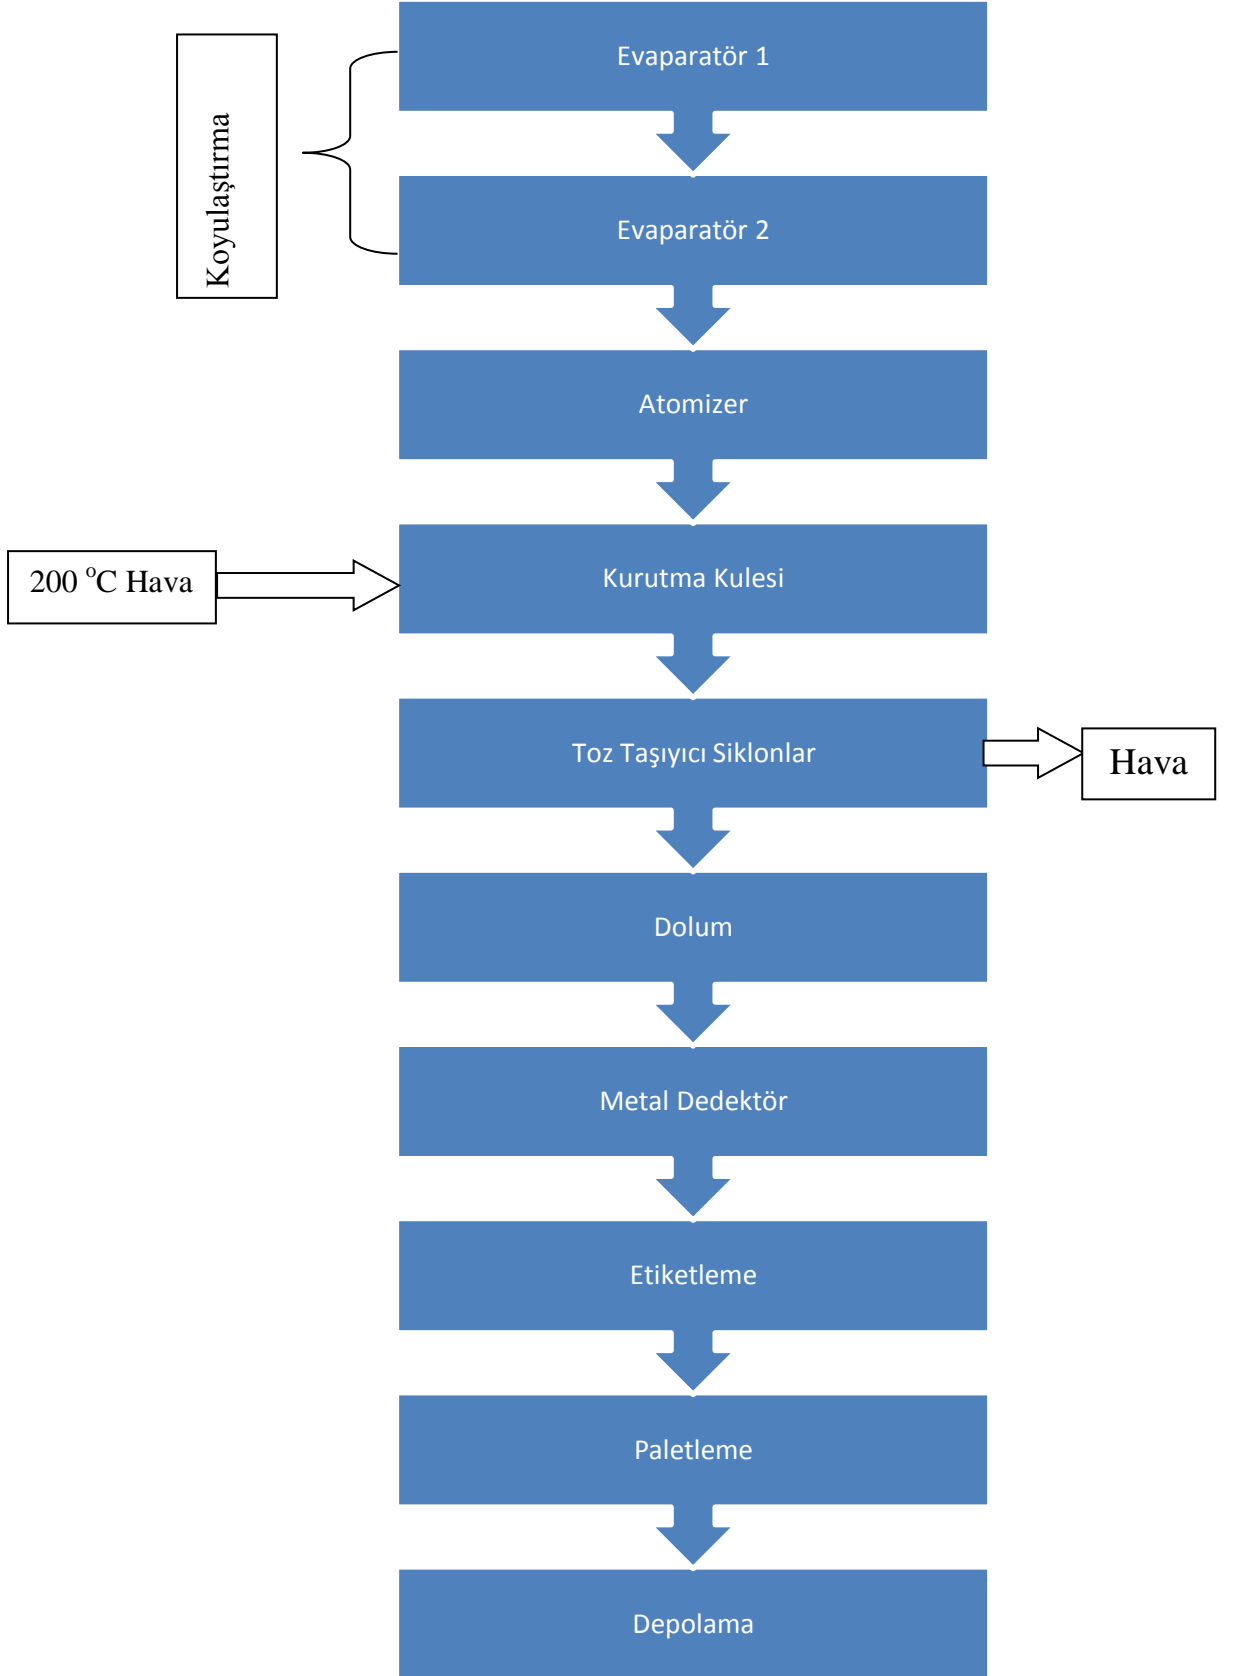 Koyulaştırma
Evaparatör 1
Evaparatör 2
Atomizer
200 °C Hava
Kurutma Kulesi
Toz Taşıyıcı Siklonlar
Hava
Dolum
Metal Dedektör
Etiketleme
Paletleme
Depolama